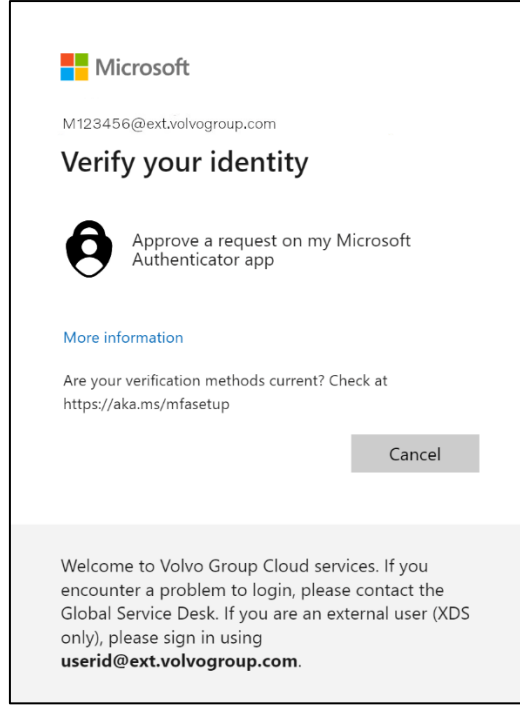 Microsoft
M123456@ext.volvogroup.com
Verify your identity
Approve a request on my Microsoft
Authenticator app
More information
Are your verification methods current? Check at
https://aka.ms/mfasetup
Cancel
Welcome to Volvo Group Cloud services. If you
encounter a problem to login, please contact the
Global Service Desk. If you are an external user (XDS
only), please sign in using
userid@ext.volvogroup.com.